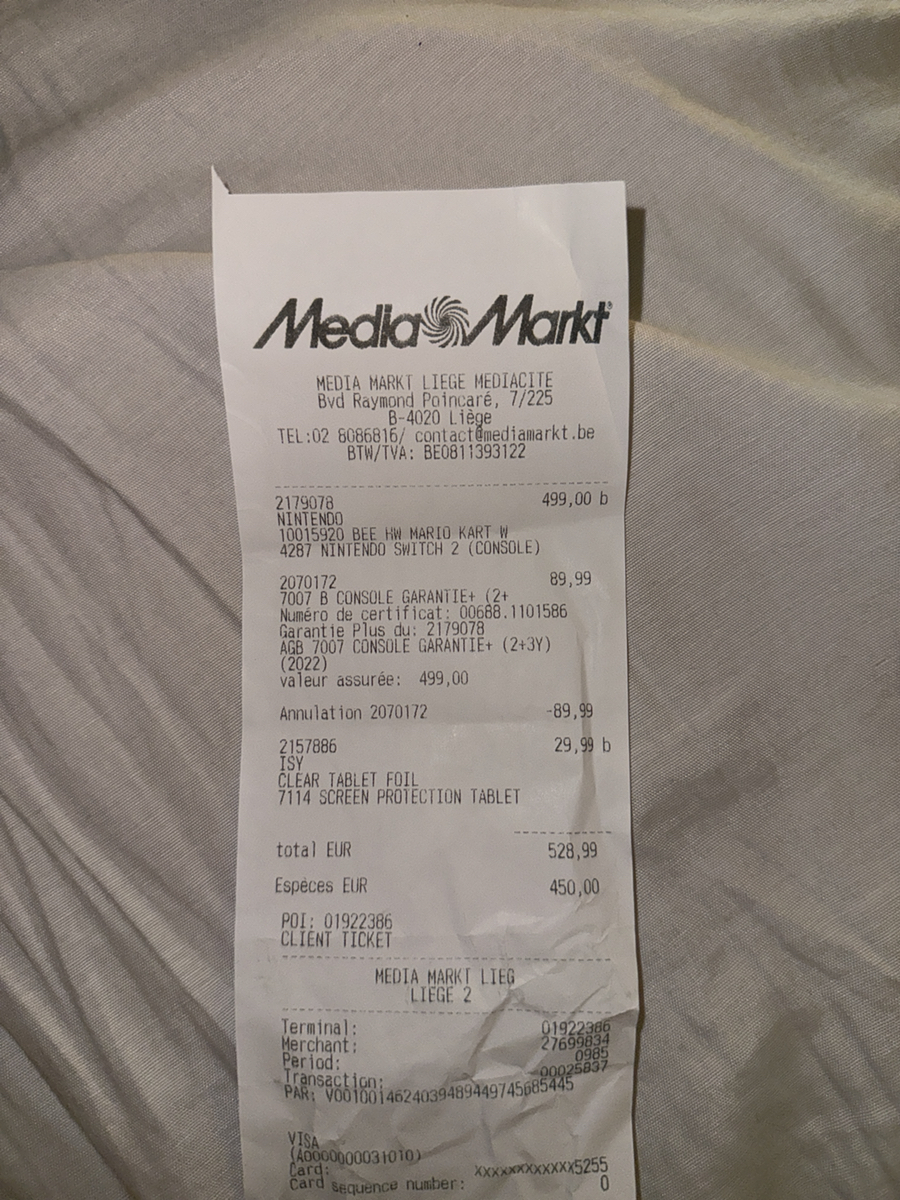 Media Markt®
MEDIA MARKT LIEGE MEDIACITE
Bvd Raymond Poincaré, 7/225
B-4020 Liège
TEL:02 8086816/ contact@mediamarkt.be
BTW/TVA: BE0811393122
2179078 499,00 b
NINTENDO
10015920 BEE HW MARIO KART W
4287 NINTENDO SWITCH 2 (CONSOLE)
2070172 89,99
7007 B CONSOLE GARANTIE+ (2+
Numéro de certificat: 00688.1101586
Garantie Plus du: 2179078
AGB 7007 CONSOLE GARANTIE+ (2+3Y)
(2022)
valeur assurée: 499,00
Annulation 2070172 -89,99
2157886 29,99 b
ISY
CLEAR TABLET FOIL
7114 SCREEN PROTECTION TABLET
total EUR 528,99
Espèces EUR 450,00
POI: 01922386
CLIENT TICKET
MEDIA MARKT LIEG
LIEGE 2
Terminal: 01922386
Merchant: 27699834
Period: 0985
Transaction: 00025837
PAR: V0010014624039489449745685445
VISA
(A0000000031010)
Card: xxxxxxxxxxxx5255
Card sequence number: 0